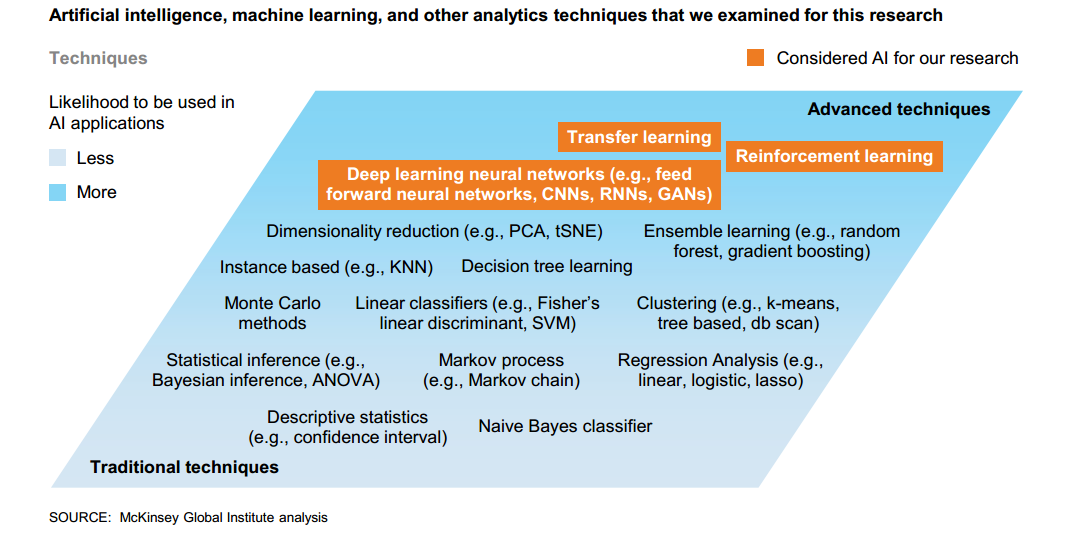 Artificial intelligence, machine learning, and other analytics techniques that we examined for this research
Techniques
Considered AI for our research
Likelihood to be used in
AI applications
Less
More
Advanced techniques
Transfer learning
Reinforcement learning
Deep learning neural networks (e.g., feed
forward neural networks, CNNs, RNNs, GANs)
Dimensionality reduction (e.g., PCA, tSNE)
Ensemble learning (e.g., random
forest, gradient boosting)
Instance based (e.g., KNN)
Decision tree learning
Monte Carlo
methods
Linear classifiers (e.g., Fisher's
linear discriminant, SVM)
Clustering (e.g., k-means,
tree based, db scan)
Statistical inference (e.g.,
Bayesian inference, ANOVA)
Markov process
(e.g., Markov chain)
Regression Analysis (e.g.,
linear, logistic, lasso)
Descriptive statistics
(e.g., confidence interval)
Naive Bayes classifier
Traditional techniques
SOURCE: McKinsey Global Institute analysis